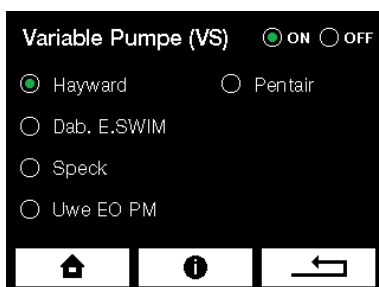 Variable Pumpe (VS) ON OFF
Hayward Pentair
Dab. E.SWIM
Speck
Uwe EO PM